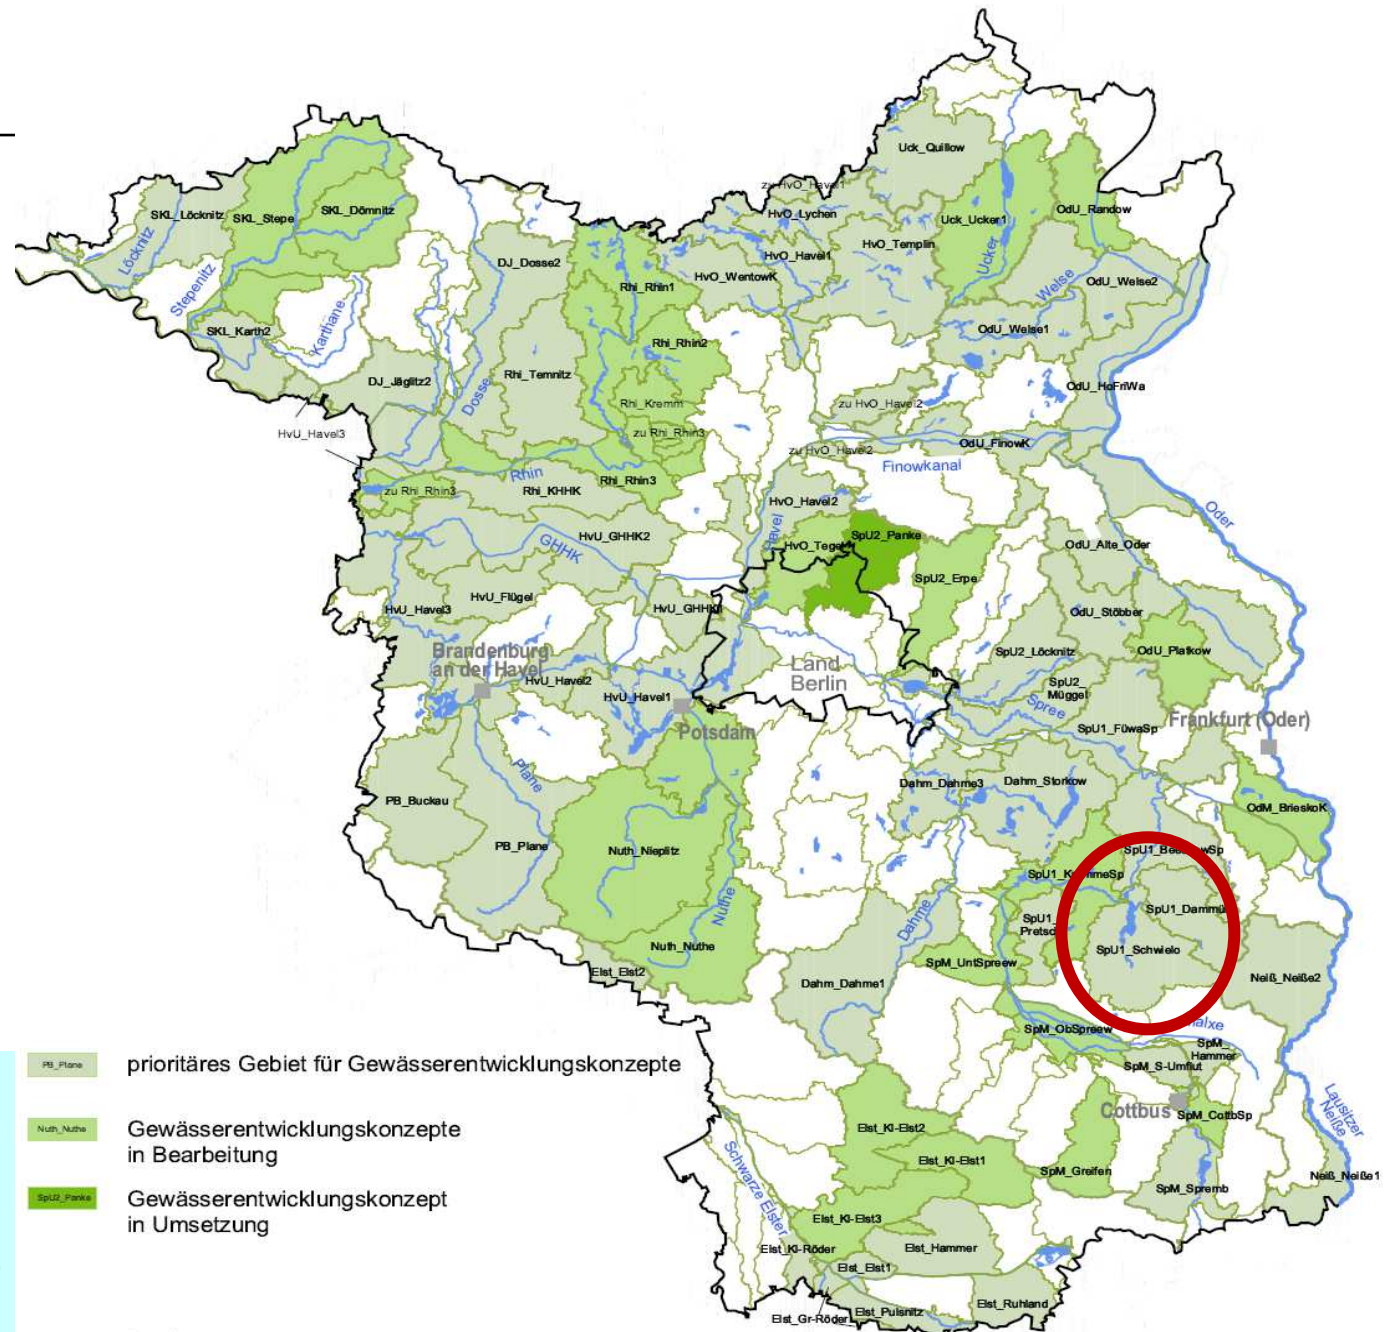 Uck_Quillow
zu HvO_Havel1
SKL_Löcknitz
SKL_Stepe
SKL_Dömnitz
HvO_Lychen
Uck_Ucker1
OdU_Randow
Löcknitz
DJ_Dosse2
HvO_Havel1
HvO_Templin
Ucker
Stepenitz
Rhi_Rhin1
HvO_WentowK
Welse
OdU_Welse2
SKL_Karth2
Karthane
Rhi_Rhin2
OdU_Welse1
DJ_Jäglitz2
Dosse
Rhi_Temnitz
OdU_HoFriWa
Rhi_Kremm
zu HvO_Havel2
HvU_Havel3
zu Rhi_Rhin3
zu HvO_Havel2
OdU_FinowK
Finowkanal
Rhin
Rhi_Rhin3
zu Rhi_Rhin3
Rhi_KHHK
HvO_Havel2
Oder
Havel
GHHK
HvU_GHHK2
HvO_Tegel
SpU2_Panke
OdU_Alte_Oder
SpU2_Erpe
HvU_Havel3
HvU_Flügel
HvU_GHHK1
OdU_Stöbber
Brandenburg
an der Havel
Land
Berlin
SpU2_Löcknitz
OdU_Platkow
HvU_Havel2
HvU_Havel1
SpU2_
Müggel
Spree
Potsdam
SpU1_FüwaSp
Frankfurt (Oder)
Plane
PB_Buckau
Dahm_Dahme3
Dahm_Storkow
OdM_BrieskoK
PB_Plane
Nuth_Nieplitz
Nuthe
Dahme
SpU1_
SpU1_Schwielo
Nuth_Nuthe
Elst_Elst2
SpM_UntSpreew
Dahm_Dahme1
Neiß_Neiße2
SpM_ObSpreew
SpM_
Hammer
SpM_S-Umflut
Cottbus
SpM_CottbSp
Lausitzer
Neiße
Schwarze Elster
Elst_Kl-Elst2
Elst_Kl-Elst1
SpM_Greifen
SpM_Spremb
Neiß_Neiße1
Elst_Kl-Elst3
Elst_Kl-Röder
Elst_Hammer
Elst_Elst1
Elst_Gr-Röder
Elst_Pulsnitz
Elst_Ruhland
PB_Plane
prioritäres Gebiet für Gewässerentwicklungskonzepte
Nuth_Nuthe
Gewässerentwicklungskonzepte
in Bearbeitung
SpU2_Panke
Gewässerentwicklungskonzept
in Umsetzung